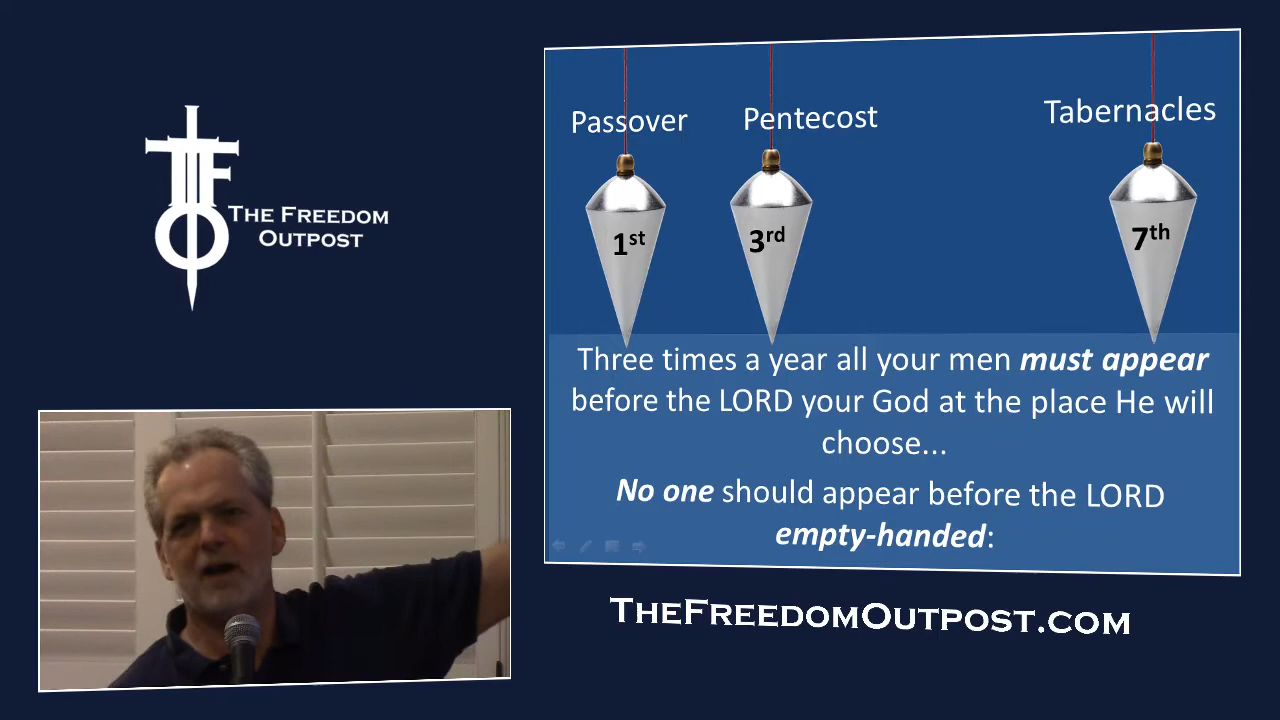 Passover
Pentecost
Tabernacles
1st
3rd
7th
THE FREEDOM
OUTPOST
Three times a year all your men must appear
before the LORD your God at the place He will
choose...
No one should appear before the LORD
empty-handed:
THEFREEDOMOUTPOST.COM